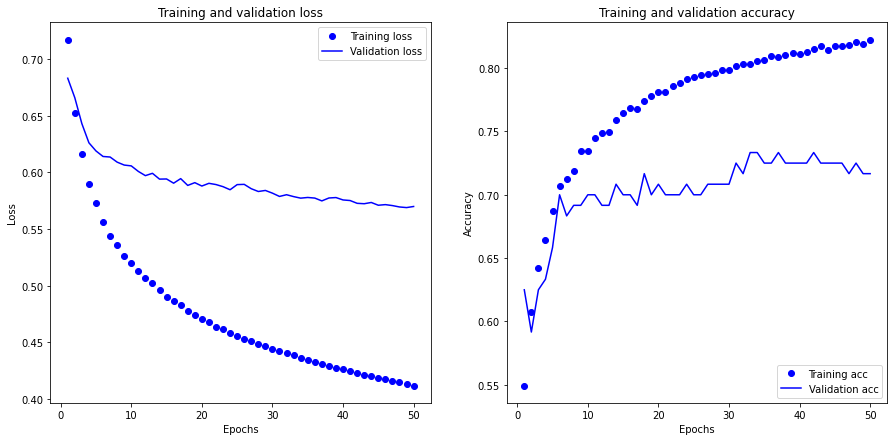 Training and validation loss
Training loss
Validation loss
0.70
0.65
0.60
0.55
0.50
0.45
0.40
Loss
0
10
20
30
40
50
Epochs
Training and validation accuracy
0.80
0.75
0.70
0.65
0.60
0.55
Accuracy
Training acc
Validation acc
0
10
20
30
40
50
Epochs